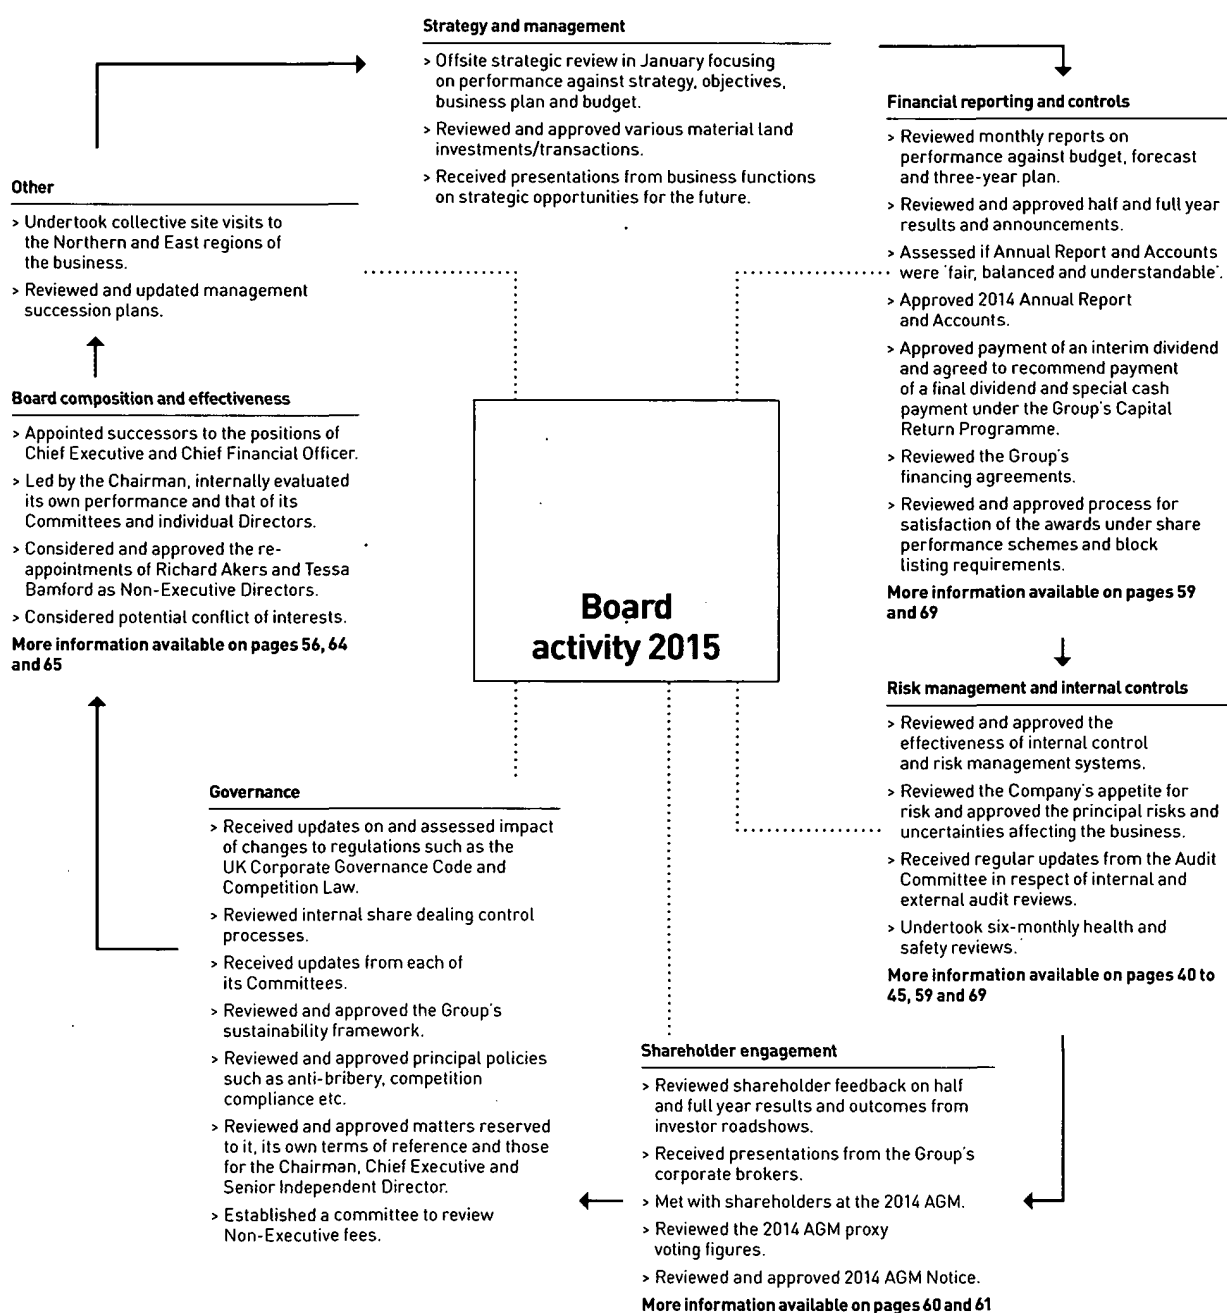 Strategy and management
> Offsite strategic review in January focusing
on performance against strategy, objectives,
business plan and budget.
> Reviewed and approved various material land
investments/transactions.
> Received presentations from business functions
on strategic opportunities for the future.
Financial reporting and controls
> Reviewed monthly reports on
performance against budget, forecast
and three-year plan.
> Reviewed and approved half and full year
results and announcements.
> Assessed if Annual Report and Accounts
were 'fair, balanced and understandable'.
> Approved 2014 Annual Report
and Accounts.
> Approved payment of an interim dividend
and agreed to recommend payment
of a final dividend and special cash
payment under the Group's Capital
Return Programme.
> Reviewed the Group's
financing agreements.
> Reviewed and approved process for
satisfaction of the awards under share
performance schemes and block
listing requirements.
More information available on pages 59
and 69
Risk management and internal controls
> Reviewed and approved the
effectiveness of internal control
and risk management systems.
> Reviewed the Company's appetite for
risk and approved the principal risks and
uncertainties affecting the business.
> Received regular updates from the Audit
Committee in respect of internal and
external audit reviews.
> Undertook six-monthly health and
safety reviews.
More information available on pages 40 to
45, 59 and 69
Shareholder engagement
> Reviewed shareholder feedback on half
and full year results and outcomes from
investor roadshows.
> Received presentations from the Group's
corporate brokers.
> Met with shareholders at the 2014 AGM.
> Reviewed the 2014 AGM proxy
voting figures.
> Reviewed and approved 2014 AGM Notice.
More information available on pages 60 and 61
Governance
> Received updates on and assessed impact
of changes to regulations such as the
UK Corporate Governance Code and
Competition Law.
> Reviewed internal share dealing control
processes.
> Received updates from each of
its Committees.
> Reviewed and approved the Group's
sustainability framework.
> Reviewed and approved principal policies
such as anti-bribery, competition
compliance etc.
> Reviewed and approved matters reserved
to it, its own terms of reference and those
for the Chairman, Chief Executive and
Senior Independent Director.
> Established a committee to review
Non-Executive fees.
Board composition and effectiveness
> Appointed successors to the positions of
Chief Executive and Chief Financial Officer.
> Led by the Chairman, internally evaluated
its own performance and that of its
Committees and individual Directors.
> Considered and approved the re-
appointments of Richard Akers and Tessa
Bamford as Non-Executive Directors.
> Considered potential conflict of interests.
More information available on pages 56, 64
and 65
Other
> Undertook collective site visits to
the Northern and East regions of
the business.
> Reviewed and updated management
succession plans.
Board
activity 2015